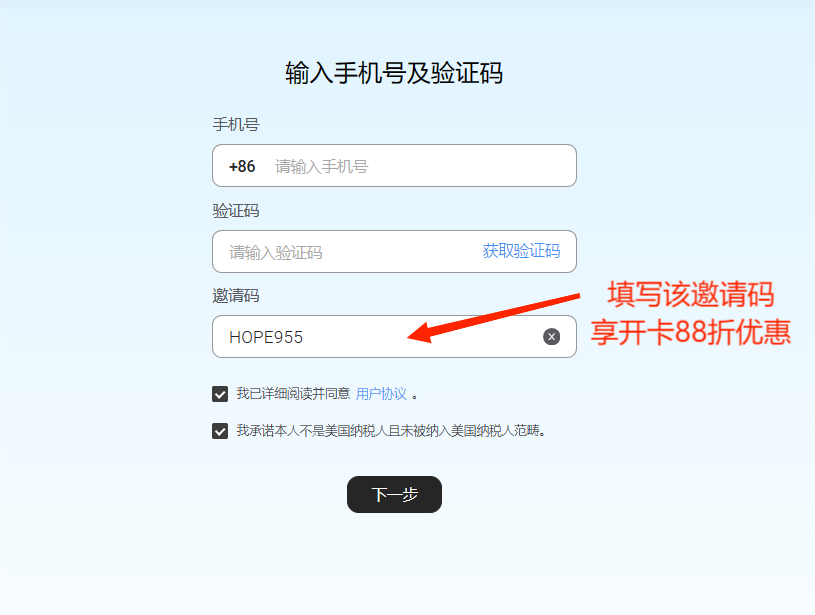 输入手机号及验证码
手机号
+86 请输入手机号
验证码
请输入验证码 获取验证码
邀请码
HOPE955
填写该邀请码
享开卡88折优惠
我已详细阅读并同意 用户协议 。
我承诺本人不是美国纳税人且未被纳入美国纳税人范畴。
下一步